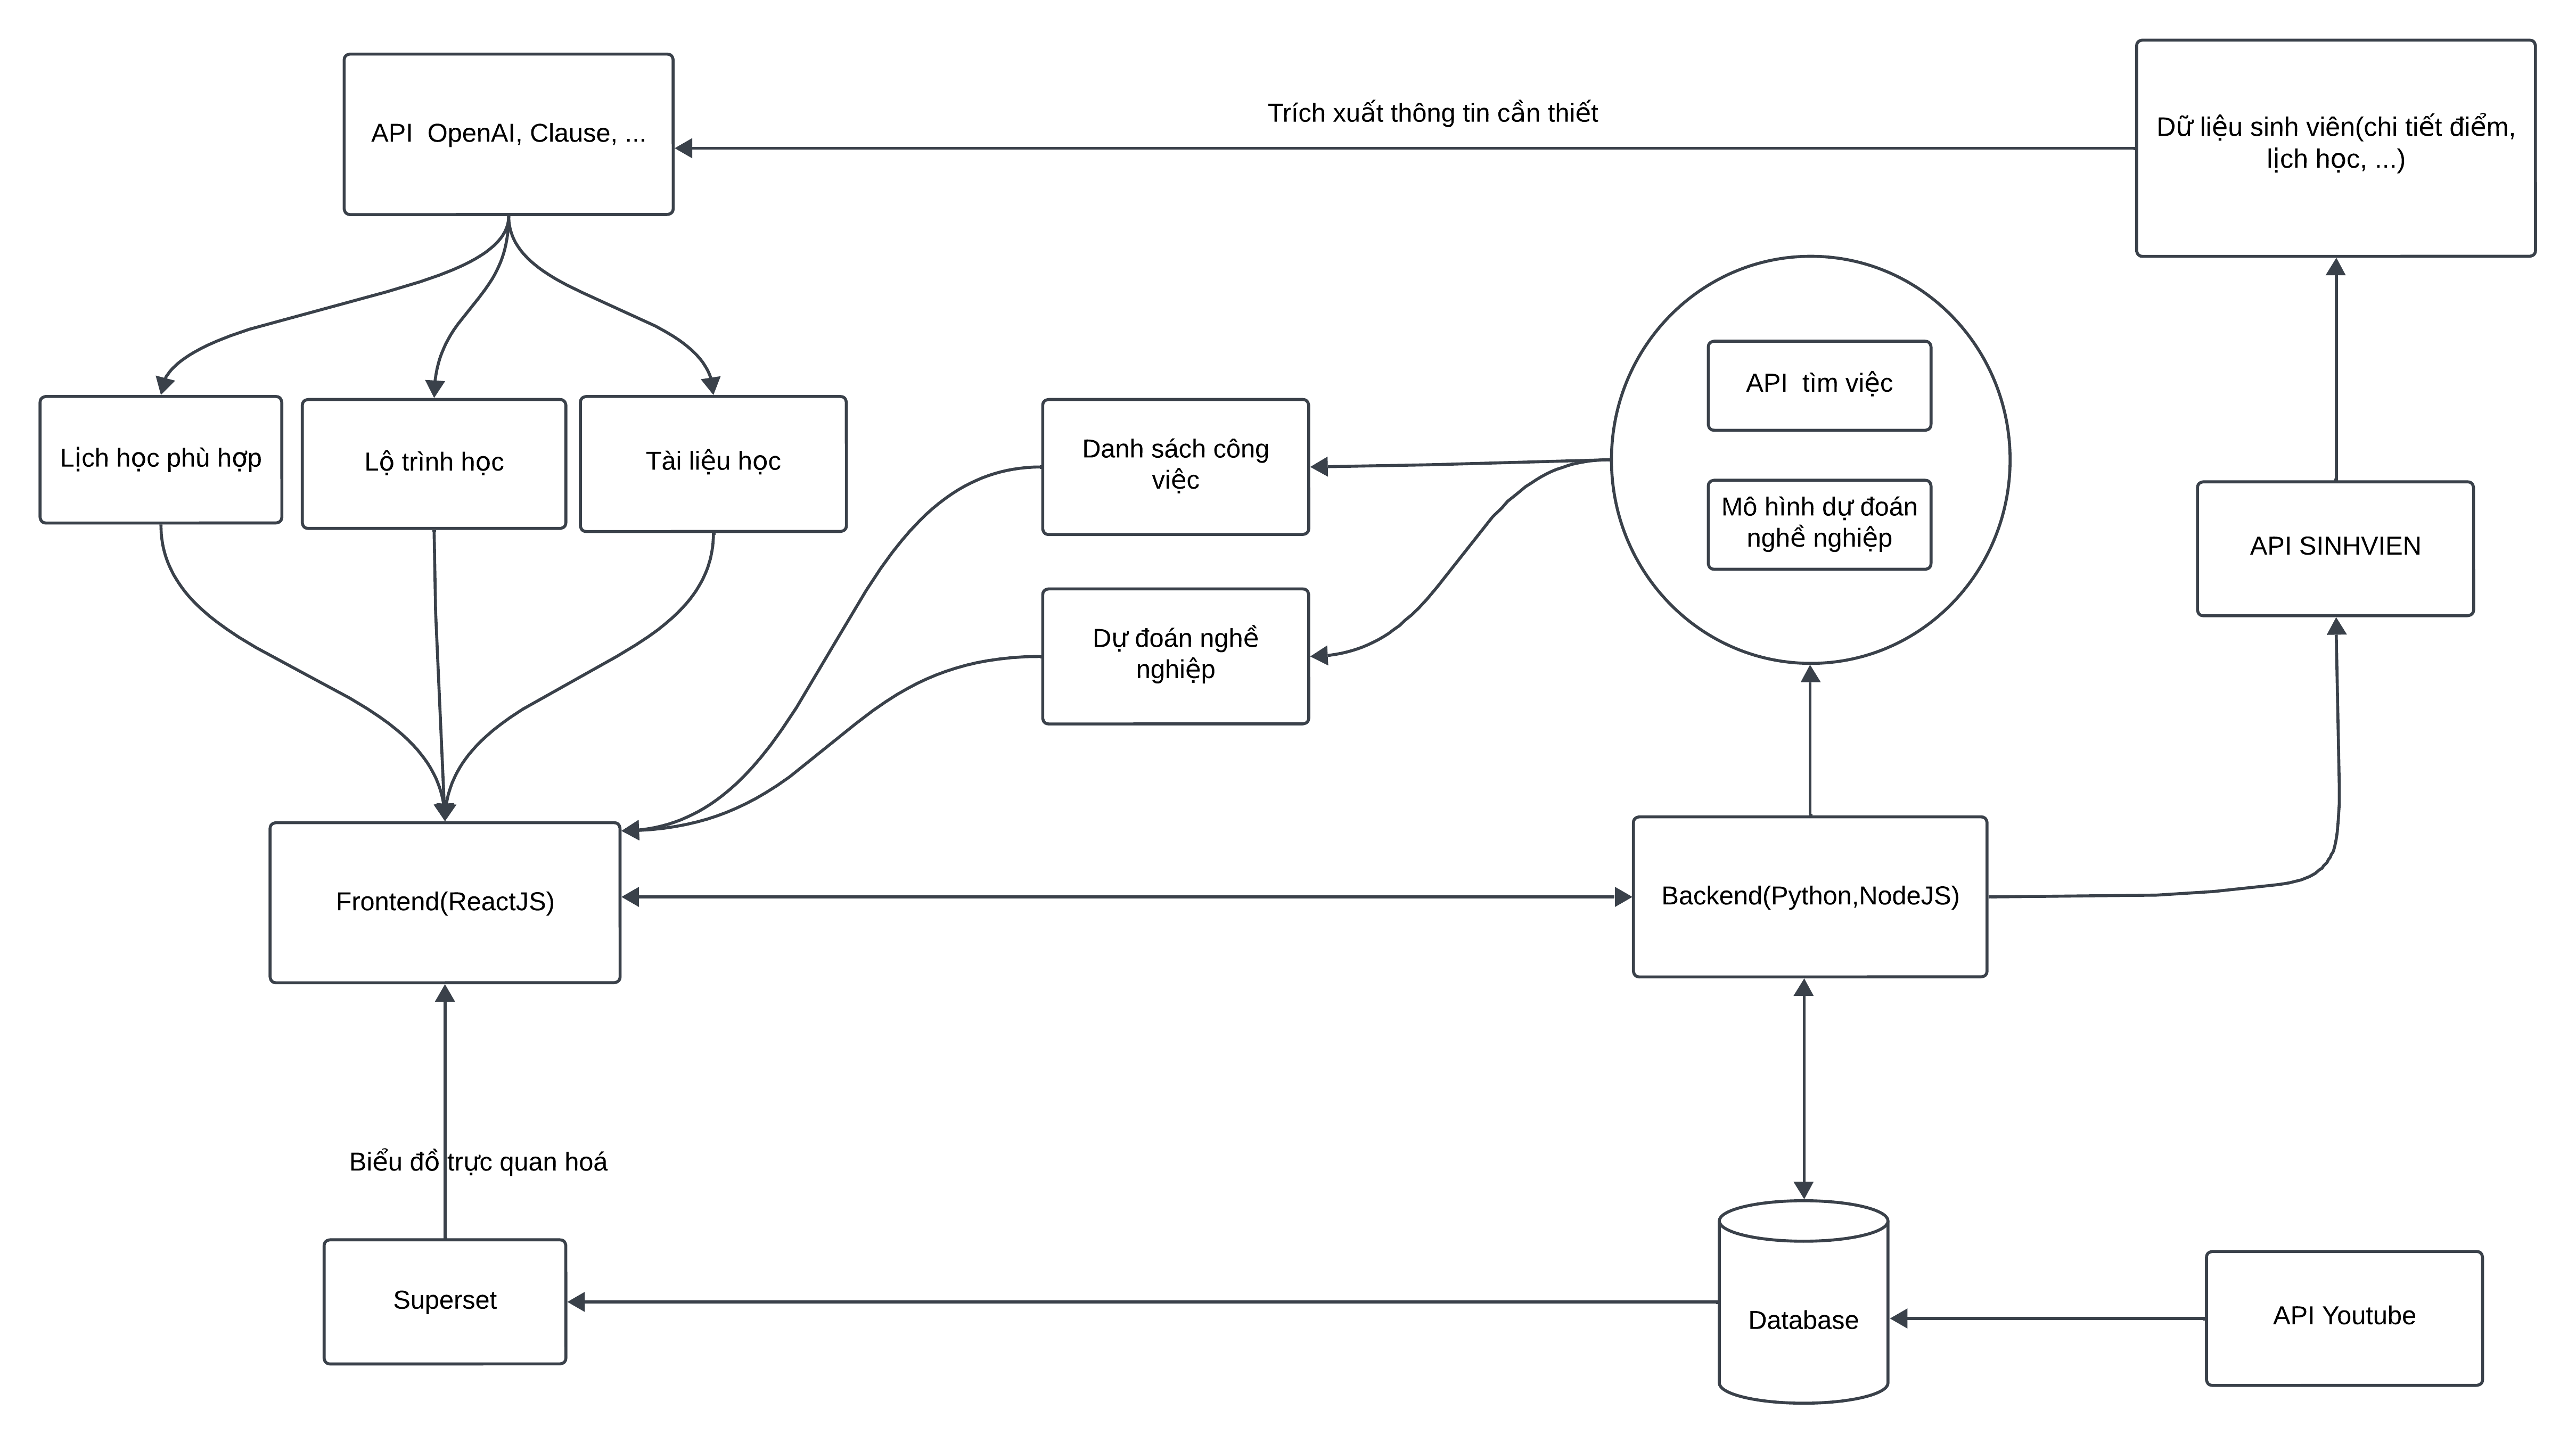 Trích xuất thông tin cần thiết
API  OpenAI, Clause, ...
Dữ liệu sinh viên(chi tiết điểm,
lịch học, ...)
API  tìm việc
Lịch học phù hợp
Lộ trình học
Tài liệu học
Danh sách công
việc
Mô hình dự đoán
nghề nghiệp
API SINHVIEN
Dự đoán nghề
nghiệp
Frontend(ReactJS)
Backend(Python,NodeJS)
Biểu đồ trực quan hoá
Superset
Database
API Youtube